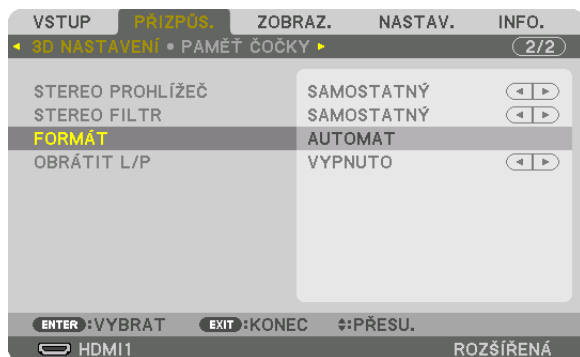 VSTUP PŘIZPŮS. ZOBRAZ. NASTAV. INFO.
3D NASTAVENÍ • PAMĚŤ ČOČKY 2/2
STEREO PROHLÍŽEČ SAMOSTATNÝ
STEREO FILTR SAMOSTATNÝ
FORMÁT AUTOMAT
OBRÁTIT L/P VYPNUTO
ENTER :VYBRAT EXIT :KONEC :PŘESU.
HDMI1 ROZŠÍŘENÁ